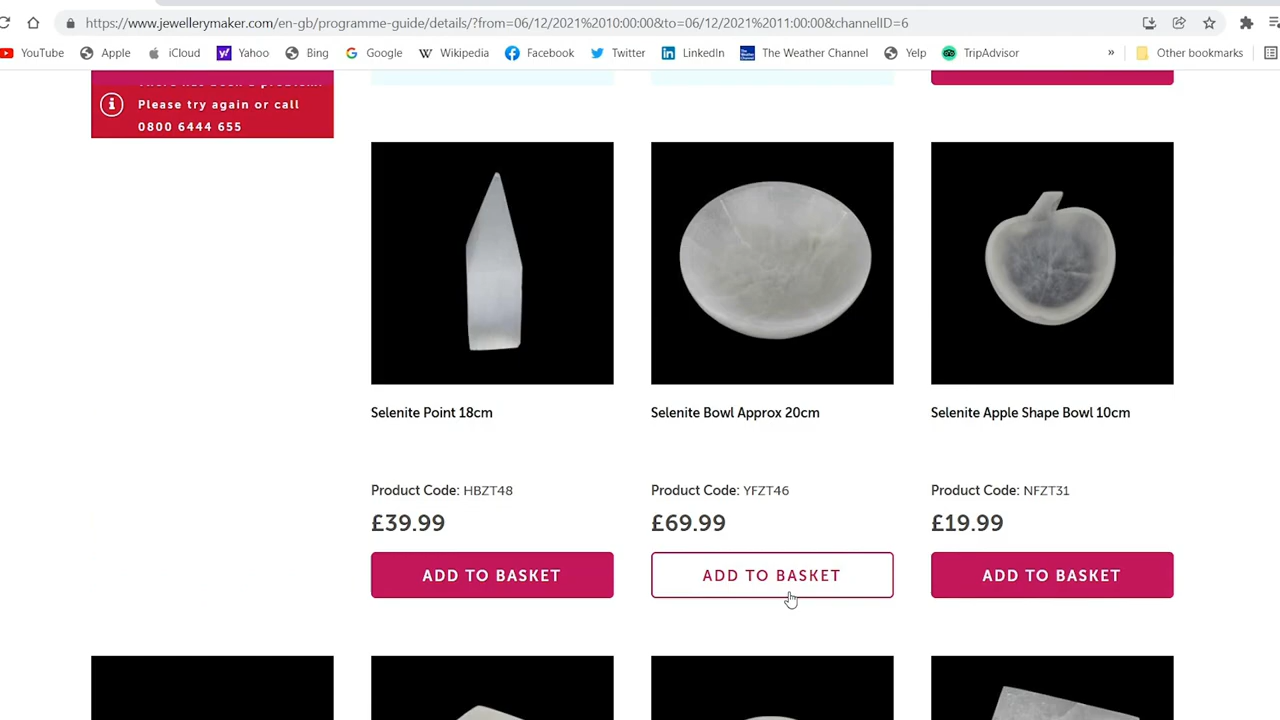 https://www.jewellerymaker.com/en-gb/programme-guide/details/?from=06/12/2021%2010:00:00&to=06/12/2021%2011:00:00&channelID=6
YouTube Apple iCloud Yahoo Bing Google Wikipedia Facebook Twitter LinkedIn The Weather Channel Yelp TripAdvisor » Other bookmarks
There has been a problem.
Please try again or call
0800 6444 655
Selenite Point 18cm
Product Code: HBZT48
£39.99
ADD TO BASKET
Selenite Bowl Approx 20cm
Product Code: YFZT46
£69.99
ADD TO BASKET
Selenite Apple Shape Bowl 10cm
Product Code: NFZT31
£19.99
ADD TO BASKET